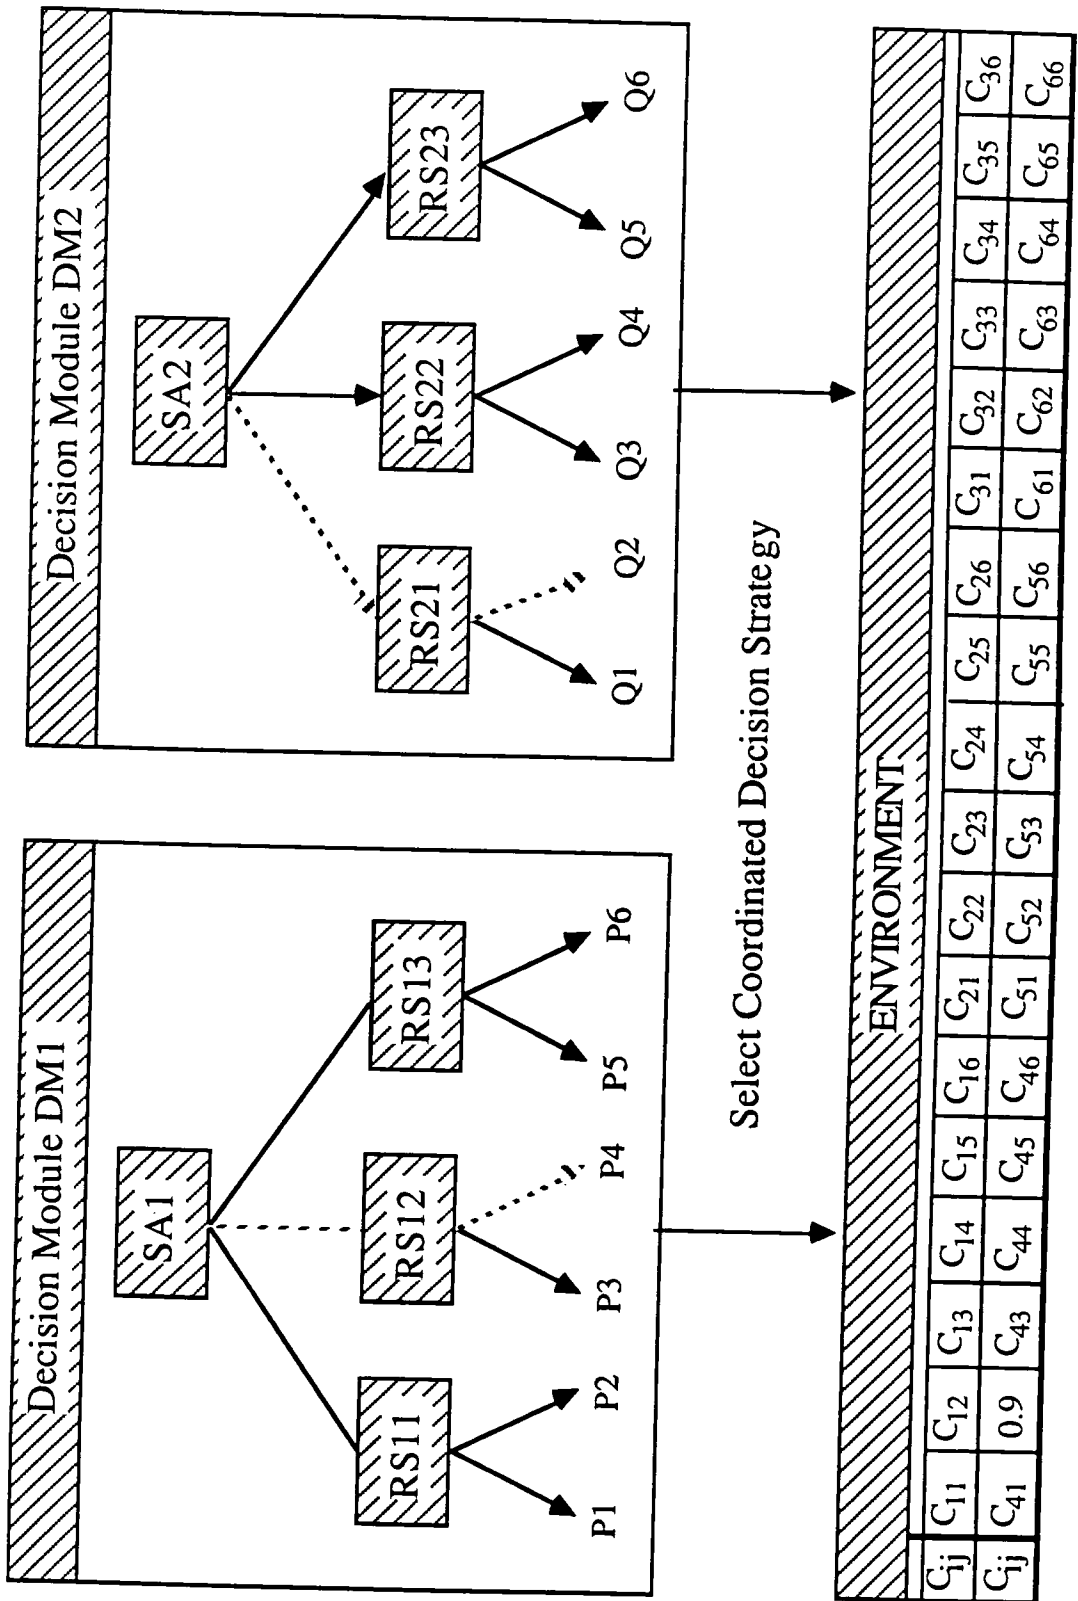 Decision Module DM1
SA1
RS11 RS12 RS13
P1 P2 P3 P4 P5 P6
Decision Module DM2
SA2
RS21 RS22 RS23
Q1 Q2 Q3 Q4 Q5 Q6
Select Coordinated Decision Strategy
ENVIRONMENT
Cij C11 C12 C13 C14 C15 C16 C21 C22 C23 C24 C25 C26 C31 C32 C33 C34 C35 C36
Cij C41 0.9 C43 C44 C45 C46 C51 C52 C53 C54 C55 C56 C61 C62 C63 C64 C65 C66